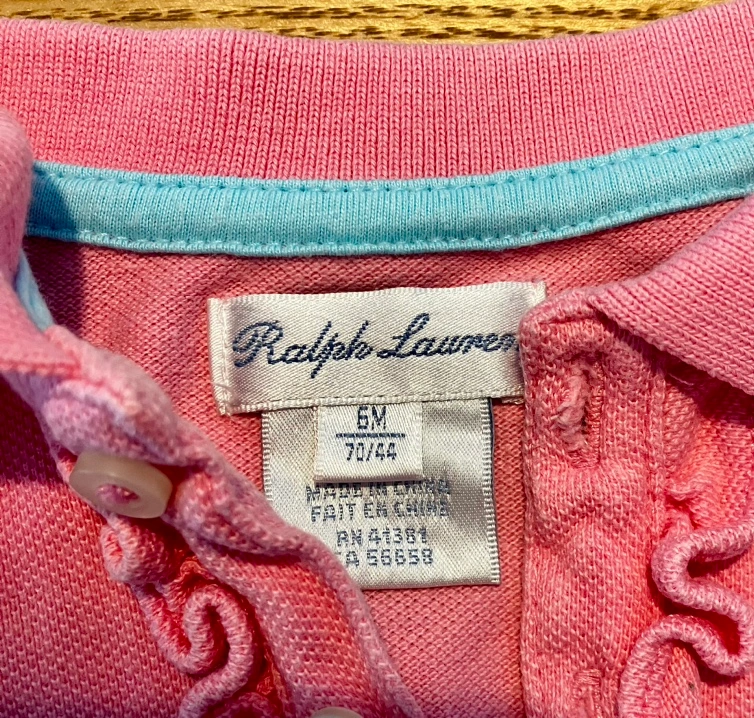 Ralph Lauren
6M
70/44
MADE IN CHINA
FAIT EN CHINE
RN 41381
CA 56658